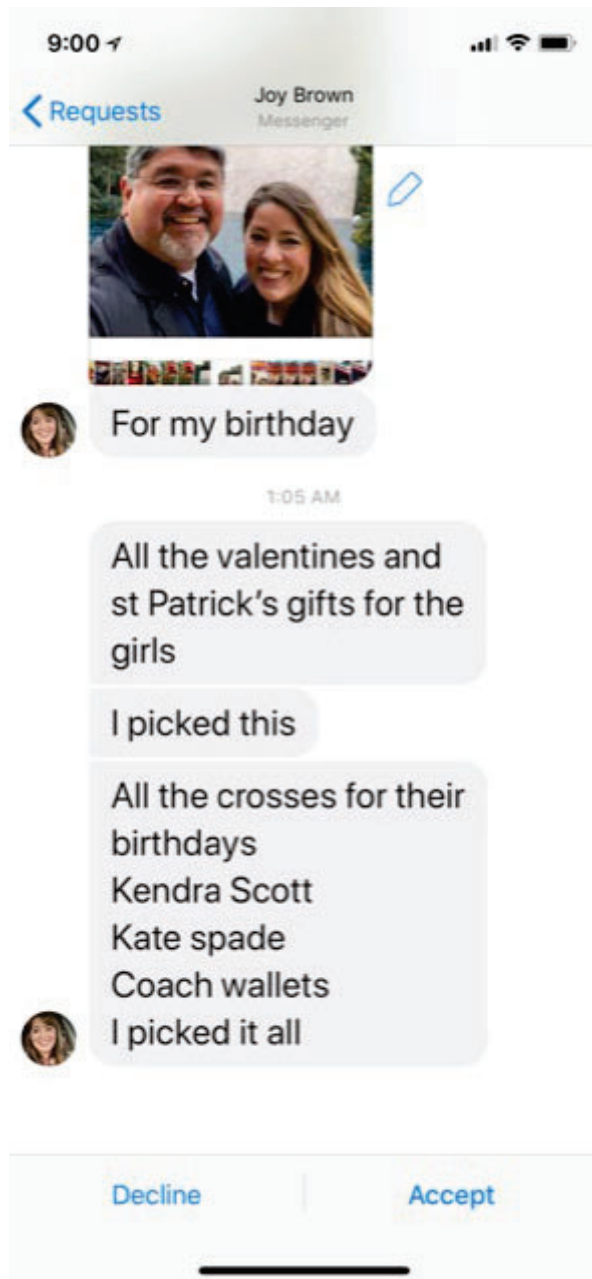 9:00
Requests
Joy Brown
Messenger
For my birthday
1:05 AM
All the valentines and
st Patrick's gifts for the
girls
I picked this
All the crosses for their
birthdays
Kendra Scott
Kate spade
Coach wallets
I picked it all
Decline
Accept